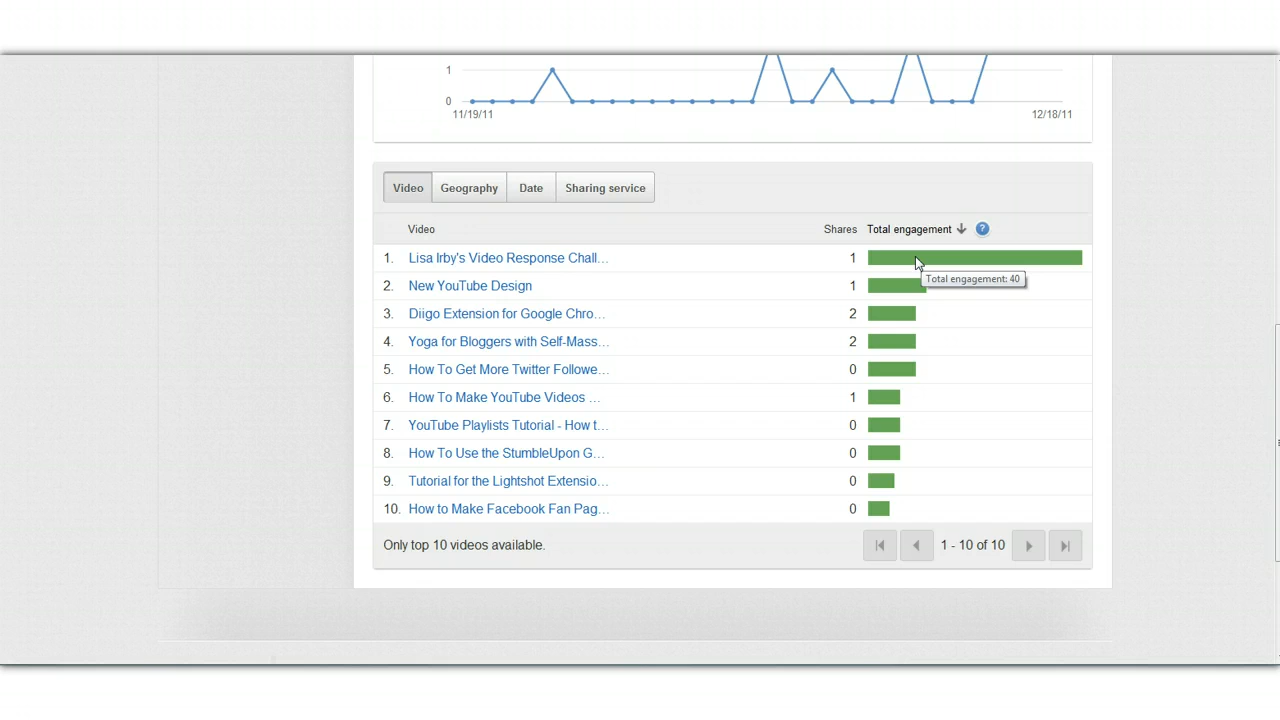 1
0
11/19/11 12/18/11
Video Geography Date Sharing service
Video Shares Total engagement ?
1. Lisa Irby's Video Response Chall... 1
Total engagement: 40
2. New YouTube Design 1
3. Diigo Extension for Google Chro... 2
4. Yoga for Bloggers with Self-Mass... 2
5. How To Get More Twitter Followe... 0
6. How To Make YouTube Videos ... 1
7. YouTube Playlists Tutorial - How t... 0
8. How To Use the StumbleUpon G... 0
9. Tutorial for the Lightshot Extensio... 0
10. How to Make Facebook Fan Pag... 0
Only top 10 videos available. 1 - 10 of 10